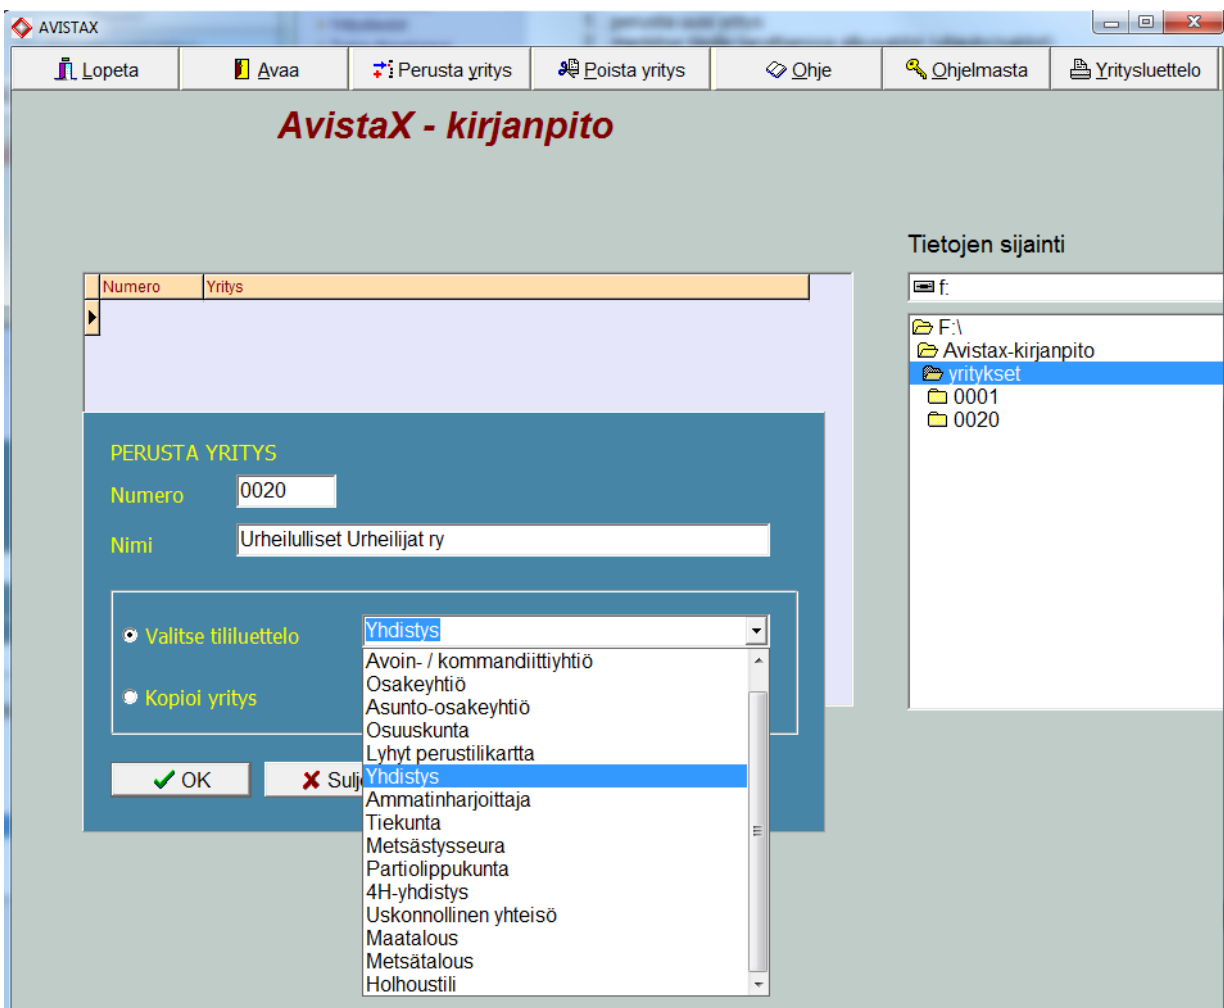 AVISTAX
Lopeta
Avaa
Perusta yritys
Poista yritys
Ohje
Ohjelmasta
Yritysluettelo
AvistaX - kirjanpito
Tietojen sijainti
Numero Yritys
f:
F:\
Avistax-kirjanpito
yritykset
0001
0020
PERUSTA YRITYS
Numero 0020
Nimi Urheilulliset Urheilijat ry
Valitse tililuettelo Yhdistys
Kopioi yritys
Avoin- / kommandiittiyhtiö
Osakeyhtiö
Asunto-osakeyhtiö
Osuuskunta
Lyhyt perustilikartta
Yhdistys
Ammatinharjoittaja
Tiekunta
Metsästysseura
Partiolippukunta
4H-yhdistys
Uskonnollinen yhteisö
Maatalous
Metsätalous
Holhoustili
OK